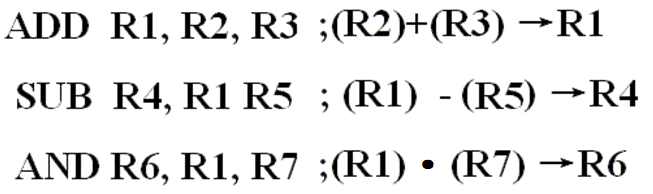 ADD R1, R2, R3 ;(R2)+(R3) →R1
SUB R4, R1 R5 ; (R1) - (R5) →R4
AND R6, R1, R7 ;(R1) • (R7) →R6